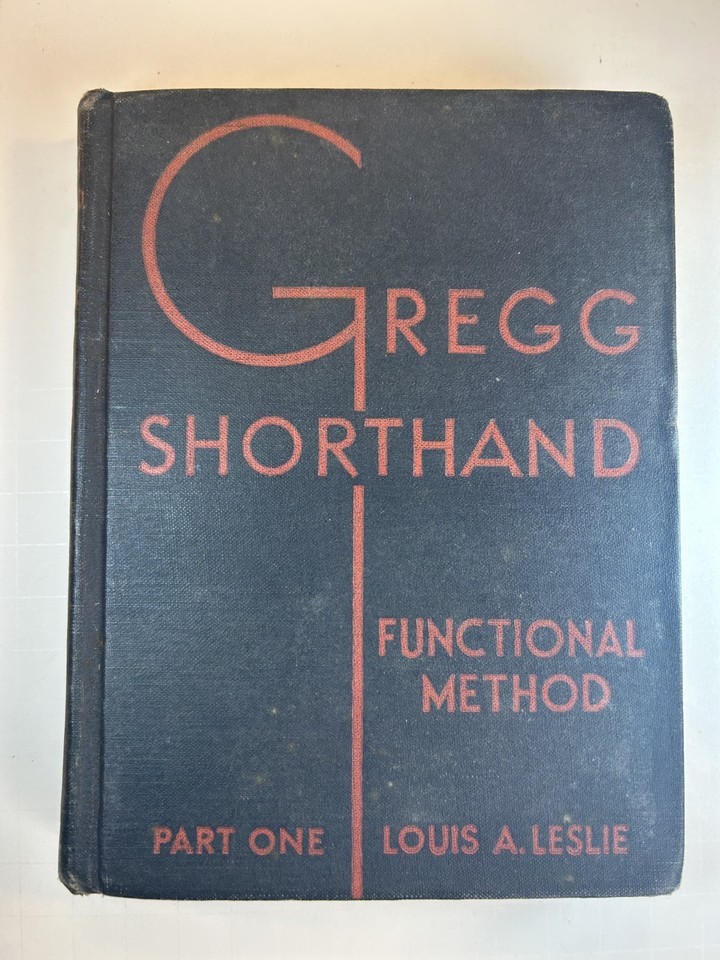 GREGG
SHORTHAND
FUNCTIONAL
METHOD
PART ONE
LOUIS A. LESLIE